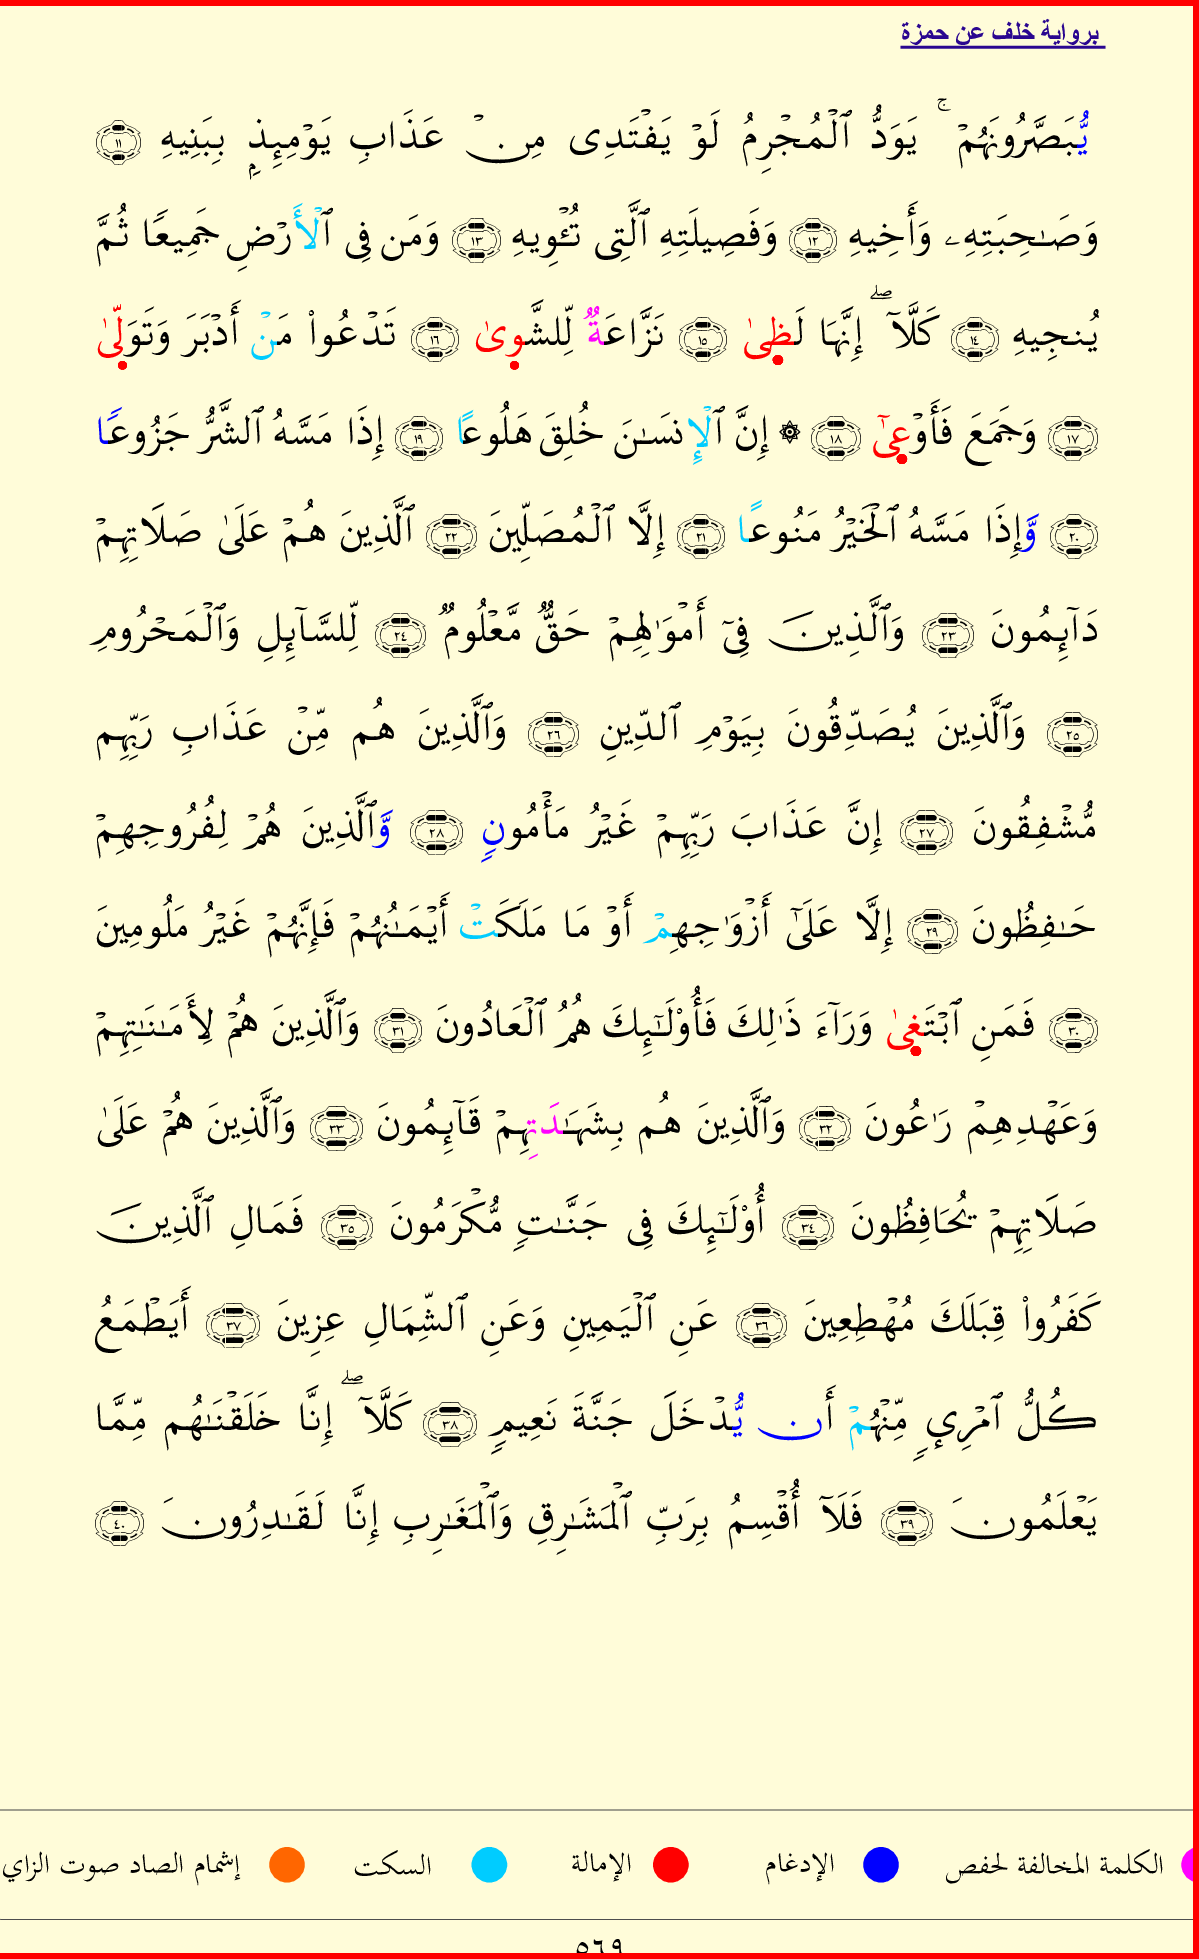 برواية خلف عن حمزة
يُّبَصَّرُونَهُمْ ۚ يَوَدُّ ٱلْمُجْرِمُ لَوْ يَفْتَدِى مِنْ عَذَابِ يَوْمِئِذٍۭ بِبَنِيهِ ١١
وَصَـٰحِبَتِهِۦ وَأَخِيهِ ١٢ وَفَصِيلَتِهِ ٱلَّتِى تُـْٔوِيهِ ١٣ وَمَن فِى ٱلْأَرْضِ جَمِيعًا ثُمَّ
يُنجِيهِ ١٤ كَلَّآ ۖ إِنَّهَا لَظىٰ ١٥ نَزَّاعَةٌ لِّلشَّوىٰ ١٦ تَدْعُوا۟ مَنْ أَدْبَرَ وَتَوَلّىٰ
١٧ وَجَمَعَ فَأَوْعىٰٓ ١٨ ۞ إِنَّ ٱلْإِنسَـٰنَ خُلِقَ هَلُوعًا ١٩ إِذَا مَسَّهُ ٱلشَّرُّ جَزُوعًا
٢٠ وَّإِذَا مَسَّهُ ٱلْخَيْرُ مَنُوعًا ٢١ إِلَّا ٱلْمُصَلِّينَ ٢٢ ٱلَّذِينَ هُمْ عَلَىٰ صَلَاتِهِمْ
دَآئِمُونَ ٢٣ وَٱلَّذِينَ فِىٓ أَمْوَٰلِهِمْ حَقٌّ مَّعْلُومٌ ٢٤ لِّلسَّآئِلِ وَٱلْمَحْرُومِ
٢٥ وَٱلَّذِينَ يُصَدِّقُونَ بِيَوْمِ ٱلدِّينِ ٢٦ وَٱلَّذِينَ هُم مِّنْ عَذَابِ رَبِّهِم
مُّشْفِقُونَ ٢٧ إِنَّ عَذَابَ رَبِّهِمْ غَيْرُ مَأْمُونٍ ٢٨ وَّٱلَّذِينَ هُمْ لِفُرُوجِهِمْ
حَـٰفِظُونَ ٢٩ إِلَّا عَلَىٰٓ أَزْوَٰجِهِمْ أَوْ مَا مَلَكَتْ أَيْمَـٰنُهُمْ فَإِنَّهُمْ غَيْرُ مَلُومِينَ
٣٠ فَمَنِ ٱبْتَغىٰ وَرَآءَ ذَٰلِكَ فَأُو۟لَـٰٓئِكَ هُمُ ٱلْعَادُونَ ٣١ وَٱلَّذِينَ هُمْ لِأَمَـٰنَـٰتِهِمْ
وَعَهْدِهِمْ رَٰعُونَ ٣٢ وَٱلَّذِينَ هُم بِشَهَـٰدَتِهِمْ قَآئِمُونَ ٣٣ وَٱلَّذِينَ هُمْ عَلَىٰ
صَلَاتِهِمْ يُحَافِظُونَ ٣٤ أُو۟لَـٰٓئِكَ فِى جَنَّـٰتٍ مُّكْرَمُونَ ٣٥ فَمَالِ ٱلَّذِينَ
كَفَرُوا۟ قِبَلَكَ مُهْطِعِينَ ٣٦ عَنِ ٱلْيَمِينِ وَعَنِ ٱلشِّمَالِ عِزِينَ ٣٧ أَيَطْمَعُ
كُلُّ ٱمْرِئٍ مِّنْهُمْ أَن يُّدْخَلَ جَنَّةَ نَعِيمٍ ٣٨ كَلَّآ ۖ إِنَّا خَلَقْنَـٰهُم مِّمَّا
يَعْلَمُونَ ٣٩ فَلَآ أُقْسِمُ بِرَبِّ ٱلْمَشَـٰرِقِ وَٱلْمَغَـٰرِبِ إِنَّا لَقَـٰدِرُونَ ٤٠
الكلمة المخالفة لحفص الإدغام الإمالة السكت إشمام الصاد صوت الزاي
٥٦٩